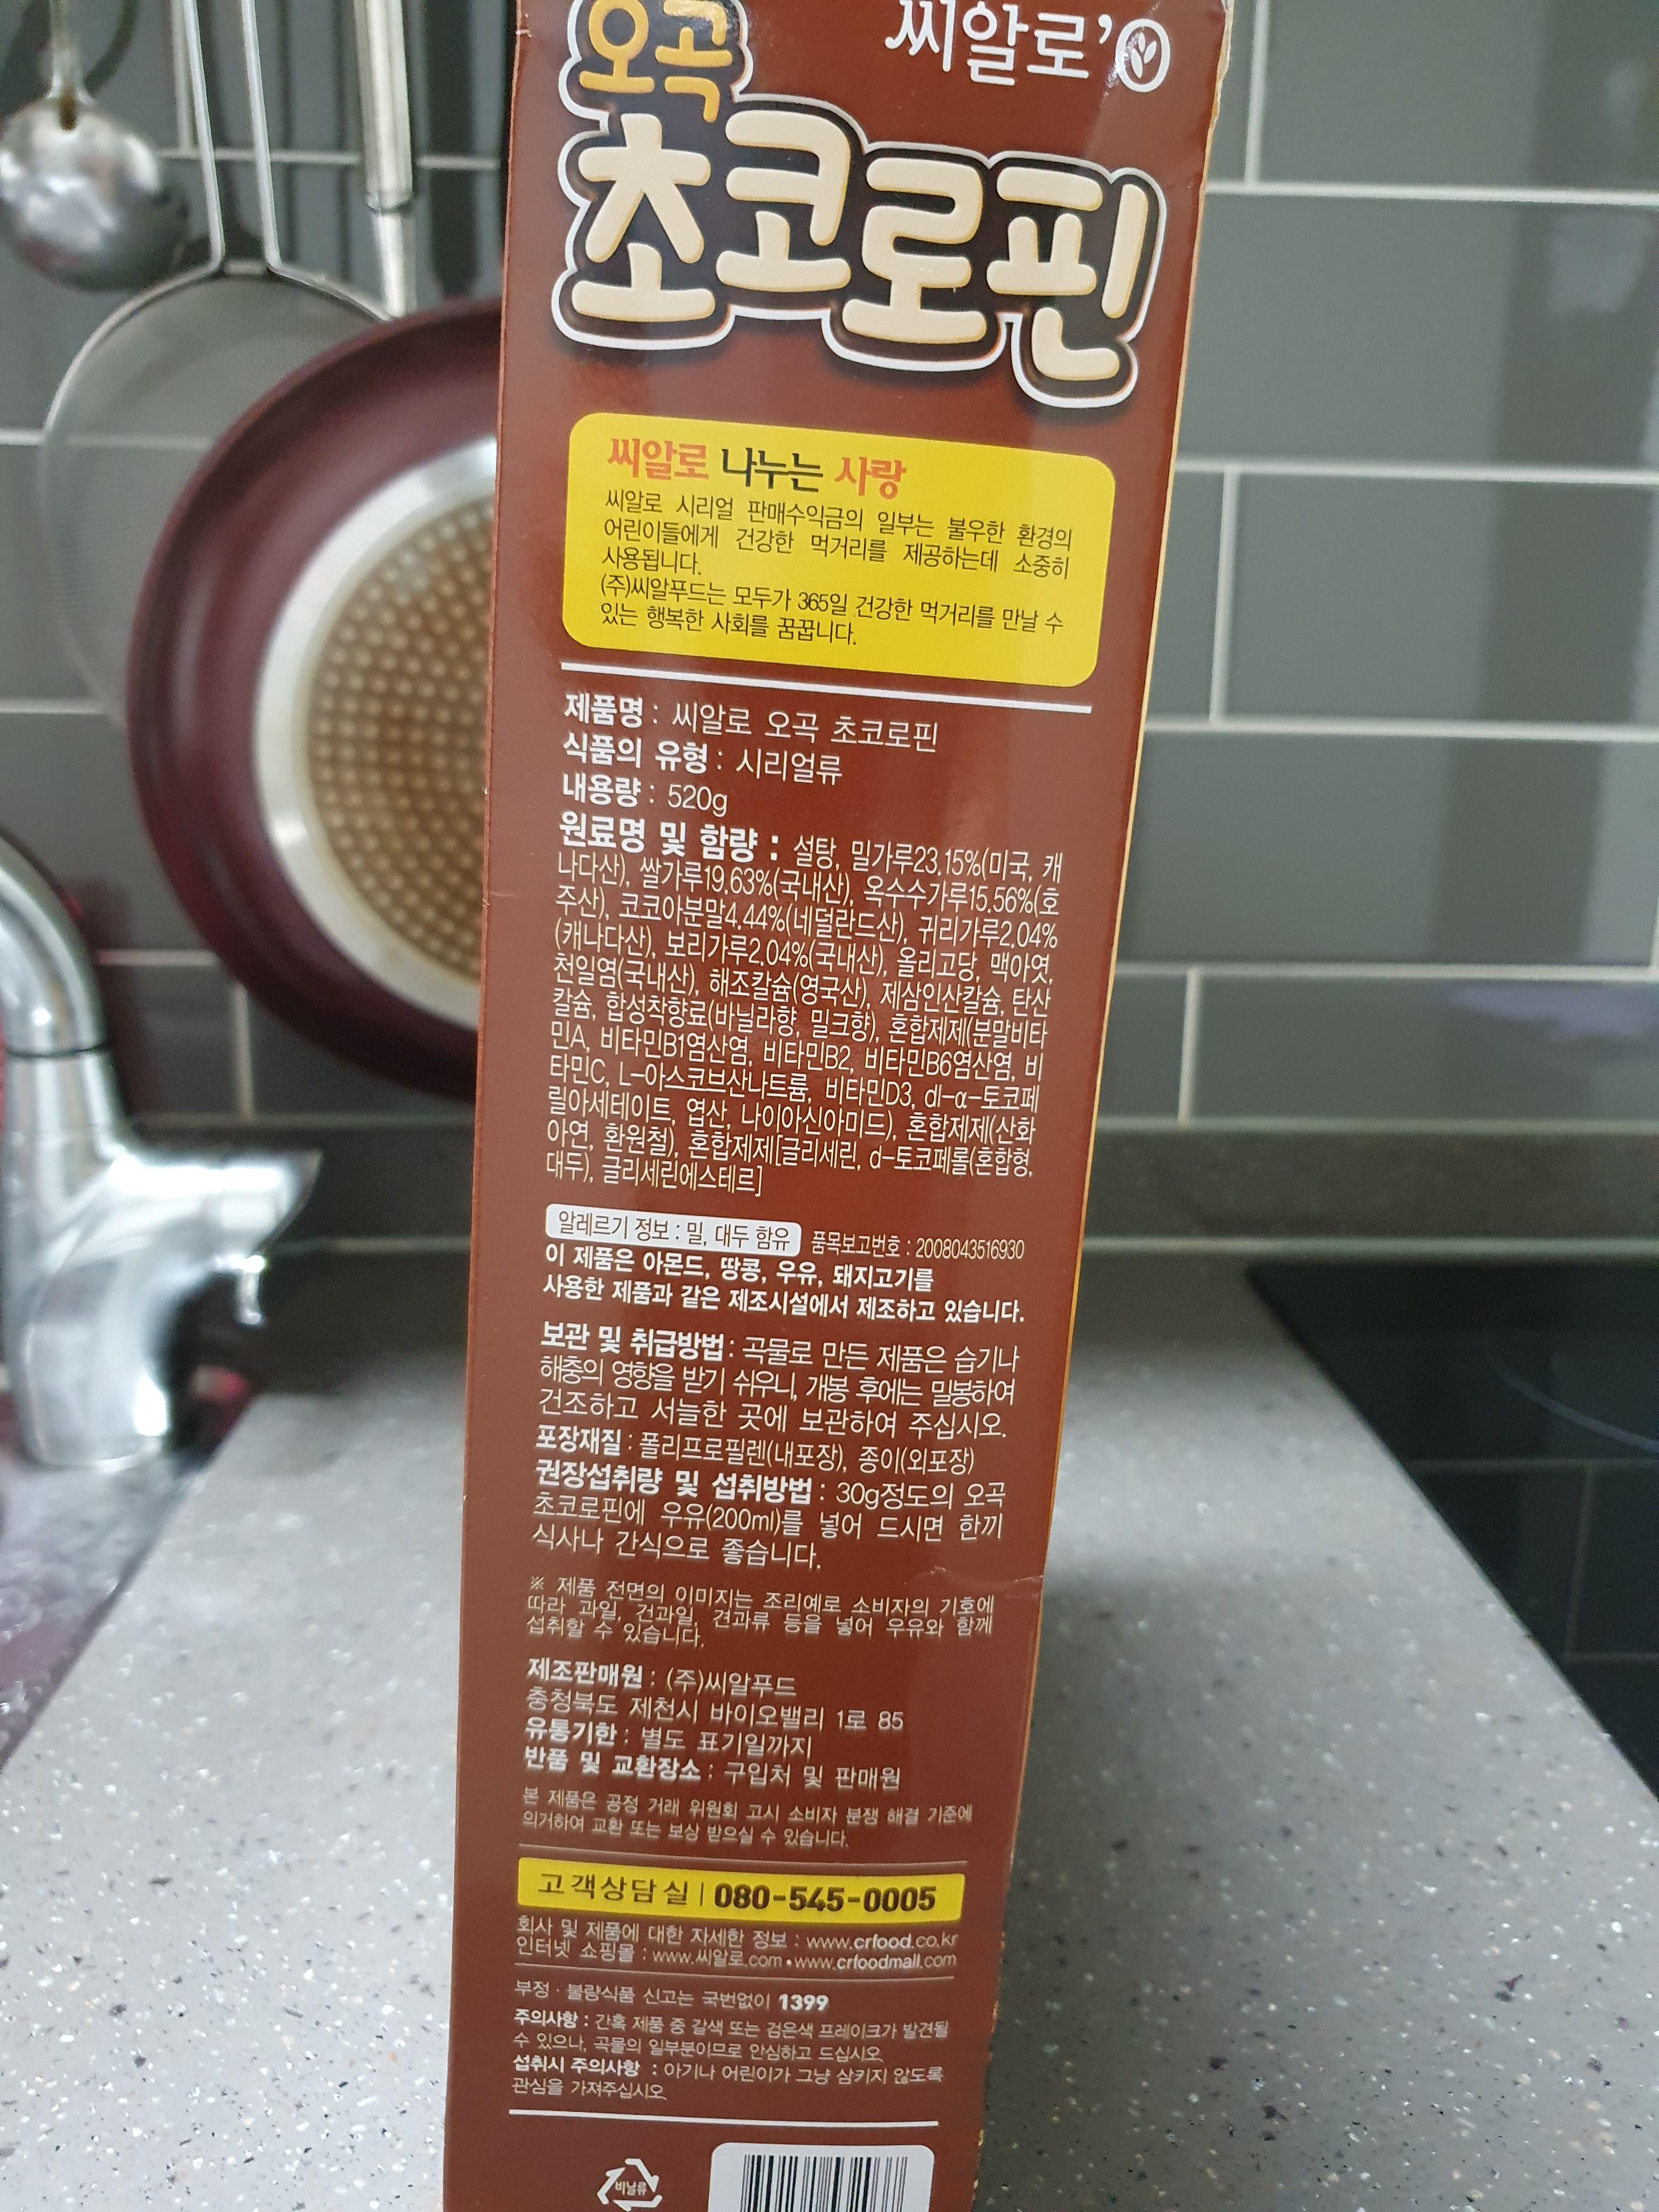 씨알로'
오곡
초코로핀
씨알로 나누는 사랑
씨알로 시리얼 판매수익금의 일부는 불우한 환경의
어린이들에게 건강한 먹거리를 제공하는데 소중히
사용됩니다.
(주)씨알푸드는 모두가 365일 건강한 먹거리를 만날 수
있는 행복한 사회를 꿈꿉니다.
제품명 : 씨알로 오곡 초코로핀
식품의 유형 : 시리얼류
내용량 : 520g
원료명 및 함량 : 설탕, 밀가루23.15%(미국, 캐
나다산), 쌀가루19.63%(국내산), 옥수수가루15.56%(호
주산), 코코아분말4.44%(네덜란드산), 귀리가루2.04%
(캐나다산), 보리가루2.04%(국내산), 올리고당, 맥아엿,
천일염(국내산), 해조칼슘(영국산), 제삼인산칼슘, 탄산
칼슘, 합성착향료(바닐라향, 밀크향), 혼합제제(분말비타
민A, 비타민B1염산염, 비타민B2, 비타민B6염산염, 비
타민C, L-아스코브산나트륨, 비타민D3, dl-α-토코페
릴아세테이트, 엽산, 나이아신아미드), 혼합제제(산화
아연, 환원철), 혼합제제[글리세린, d-토코페롤(혼합형,
대두), 글리세린에스테르]
알레르기 정보 : 밀, 대두 함유 품목보고번호 : 2008043516930
이 제품은 아몬드, 땅콩, 우유, 돼지고기를
사용한 제품과 같은 제조시설에서 제조하고 있습니다.
보관 및 취급방법 : 곡물로 만든 제품은 습기나
해충의 영향을 받기 쉬우니, 개봉 후에는 밀봉하여
건조하고 서늘한 곳에 보관하여 주십시오.
포장재질 : 폴리프로필렌(내포장), 종이(외포장)
권장섭취량 및 섭취방법 : 30g정도의 오곡
초코로핀에 우유(200ml)를 넣어 드시면 한끼
식사나 간식으로 좋습니다.
※ 제품 전면의 이미지는 조리예로 소비자의 기호에
따라 과일, 건과일, 견과류 등을 넣어 우유와 함께
섭취할 수 있습니다.
제조판매원 : (주)씨알푸드
충청북도 제천시 바이오밸리 1로 85
유통기한 : 별도 표기일까지
반품 및 교환장소 : 구입처 및 판매원
본 제품은 공정 거래 위원회 고시 소비자 분쟁 해결 기준에
의거하여 교환 또는 보상 받으실 수 있습니다.
고객상담실 | 080-545-0005
회사 및 제품에 대한 자세한 정보 : www.crfood.co.kr
인터넷 쇼핑몰 : www.씨알로.com • www.crfoodmall.com
부정 · 불량식품 신고는 국번없이 1399
주의사항 : 간혹 제품 중 갈색 또는 검은색 프레이크가 발견될
수 있으나, 곡물의 일부분이므로 안심하고 드십시오.
섭취시 주의사항 : 아기나 어린이가 그냥 삼키지 않도록
관심을 가져주십시오.
비닐류